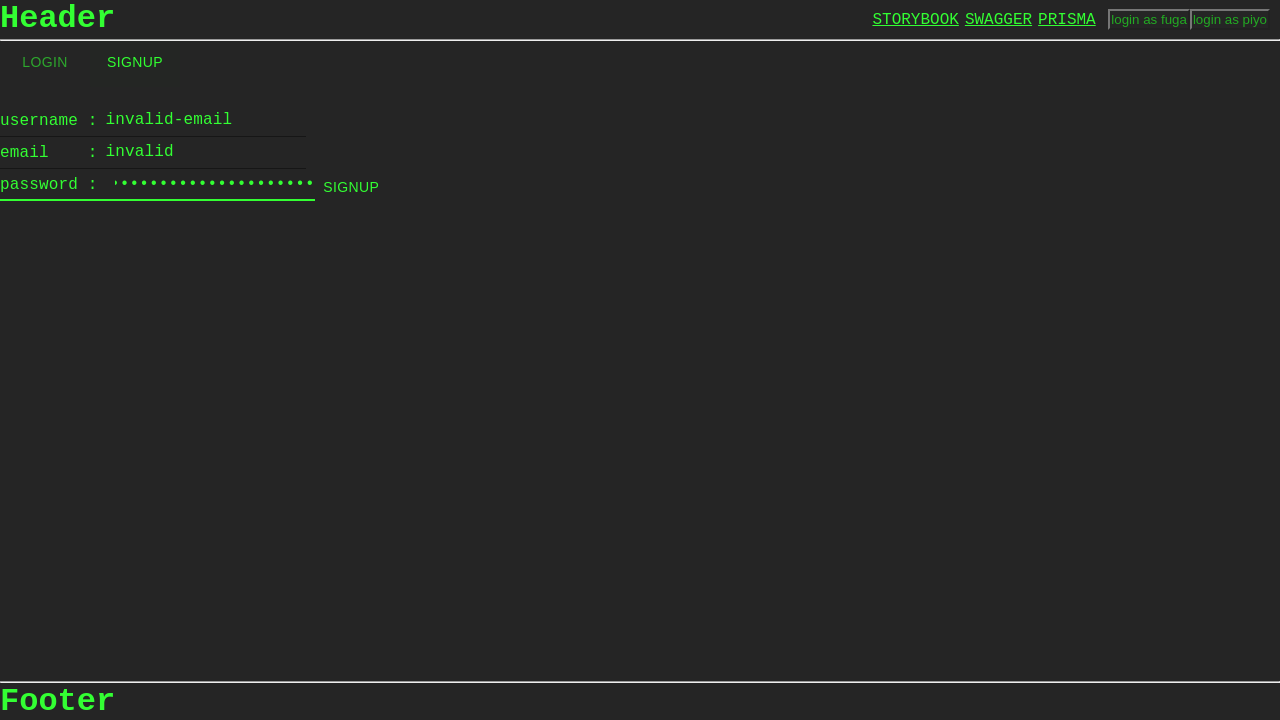 Header STORYBOOK SWAGGER PRISMA login as fuga login as piyo
LOGIN SIGNUP
username : invalid-email
email : invalid
password : •••••••••••••••••••• SIGNUP
Footer